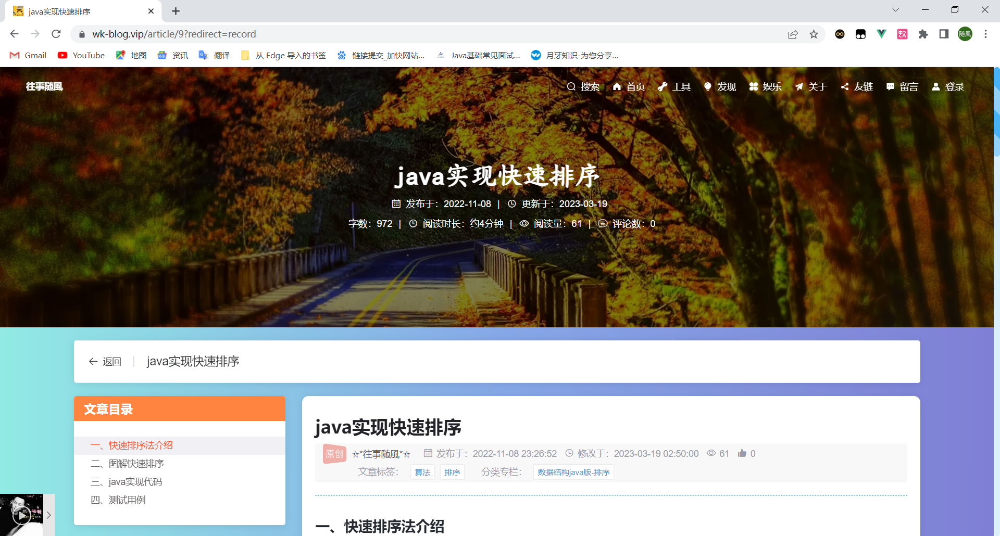 java实现快速排序
wk-blog.vip/article/9?redirect=record
随風
Gmail YouTube 地图 资讯 翻译 从 Edge 导入的书签 链接提交_加快网站... Java基础常见面试... 月牙知识-为您分享...
往事随風 搜索 首页 工具 发现 娱乐 关于 友链 留言 登录
java实现快速排序
发布于：2022-11-08 | 更新于：2023-03-19
字数：972 | 阅读时长：约4分钟 | 阅读量：61 | 评论数：0
返回 java实现快速排序
文章目录
一、快速排序法介绍
二、图解快速排序
三、java实现代码
四、测试用例
java实现快速排序
原创 ☆*往事随風*☆ 发布于：2022-11-08 23:26:52 修改于：2023-03-19 02:50:00 61 0
文章标签： 算法 排序 分类专栏： 数据结构java版-排序
一、快速排序法介绍